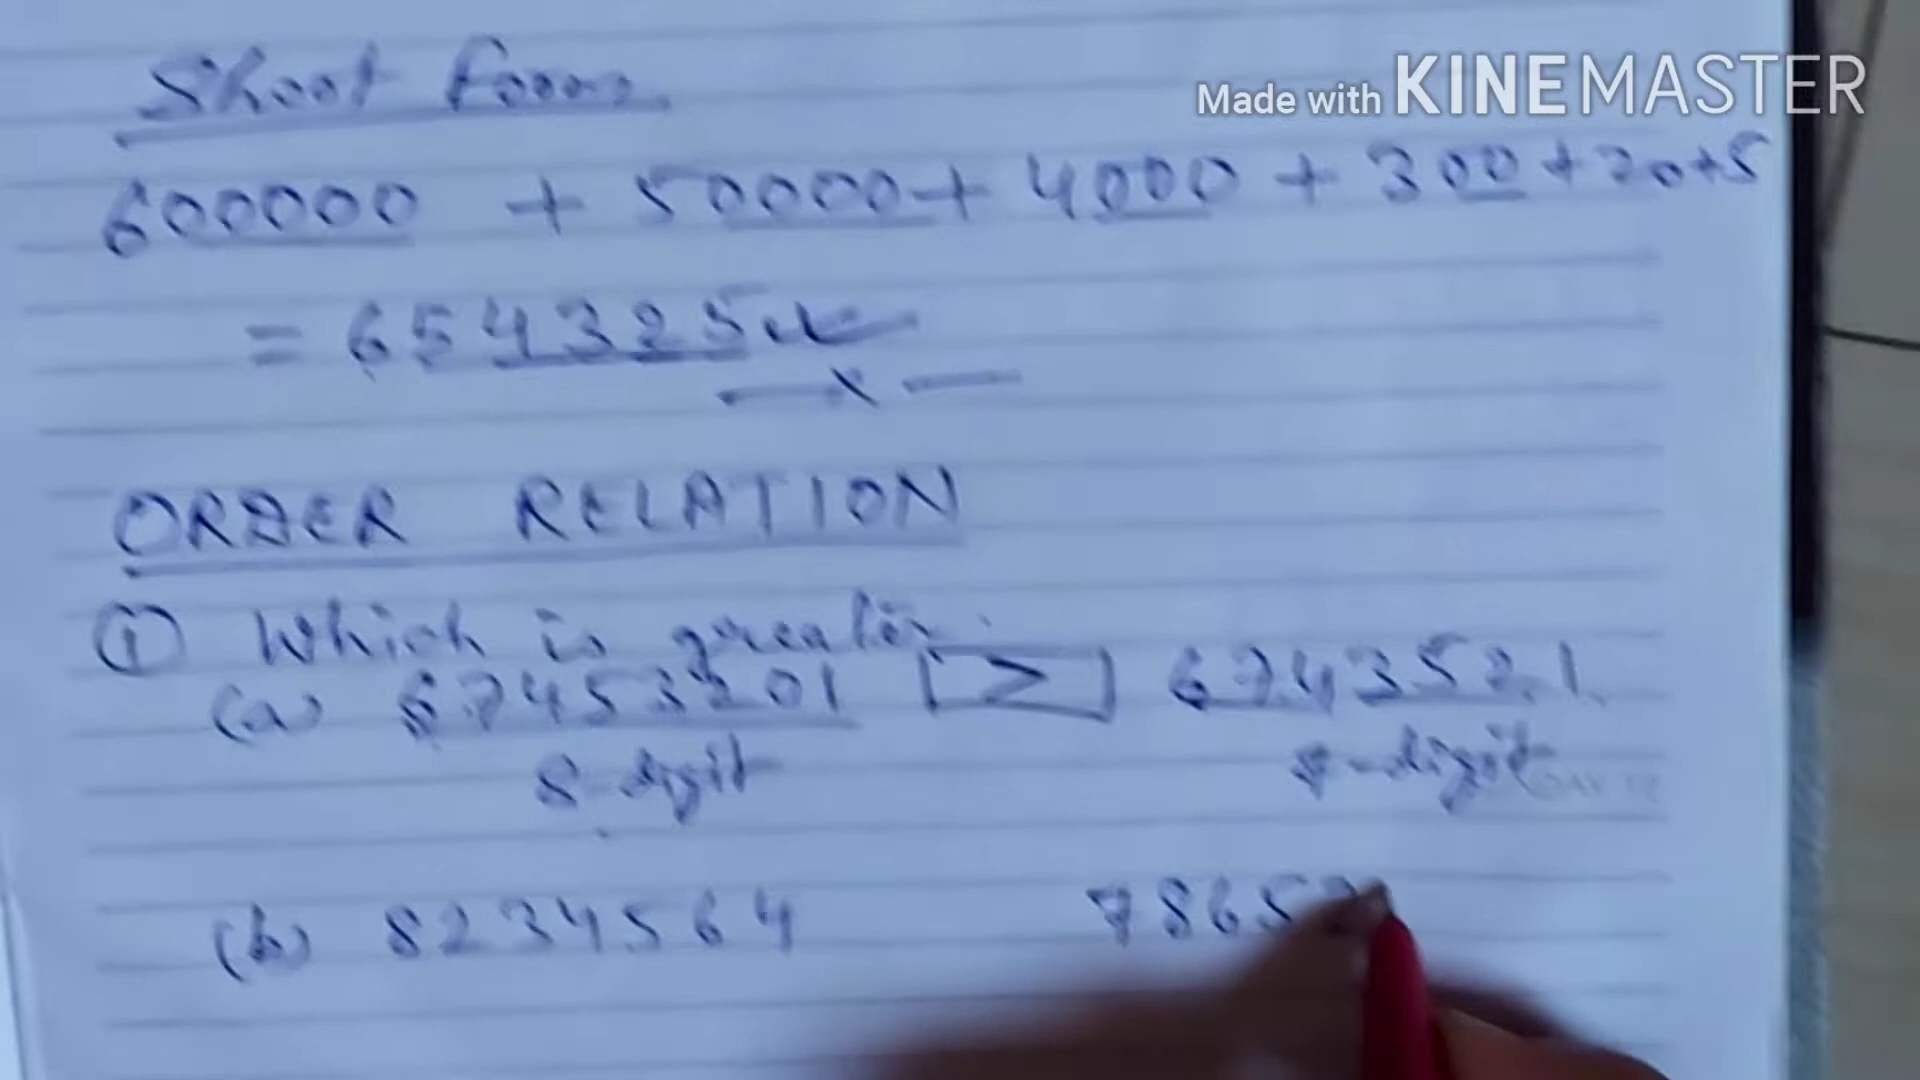 Made with KINEMASTER
Short form
600000 + 50000 + 4000 + 300 + 20 + 5
= 654325
x
ORDER RELATION
① Which is greater.
(a) 67453201 > 6743521.
8-digit 7-digit
(b) 8234564 7865